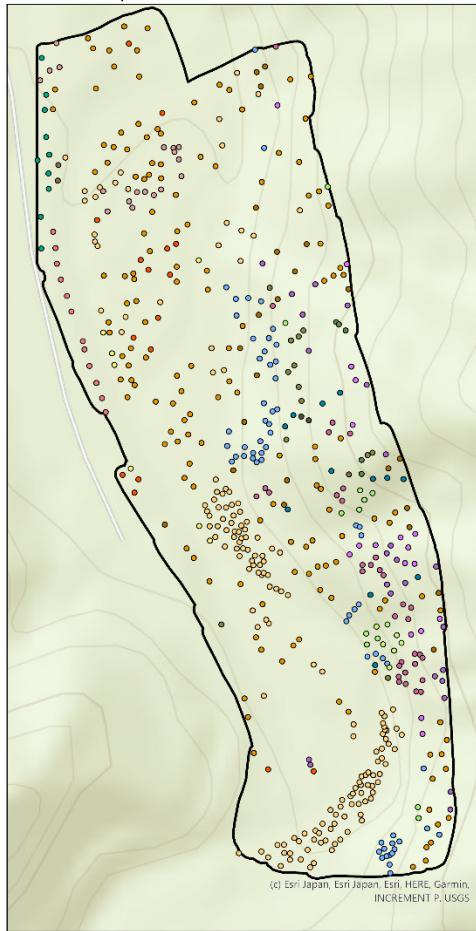 (c) Esri Japan, Esri Japan, Esri, HERE, Garmin,
INCREMENT P, USGS